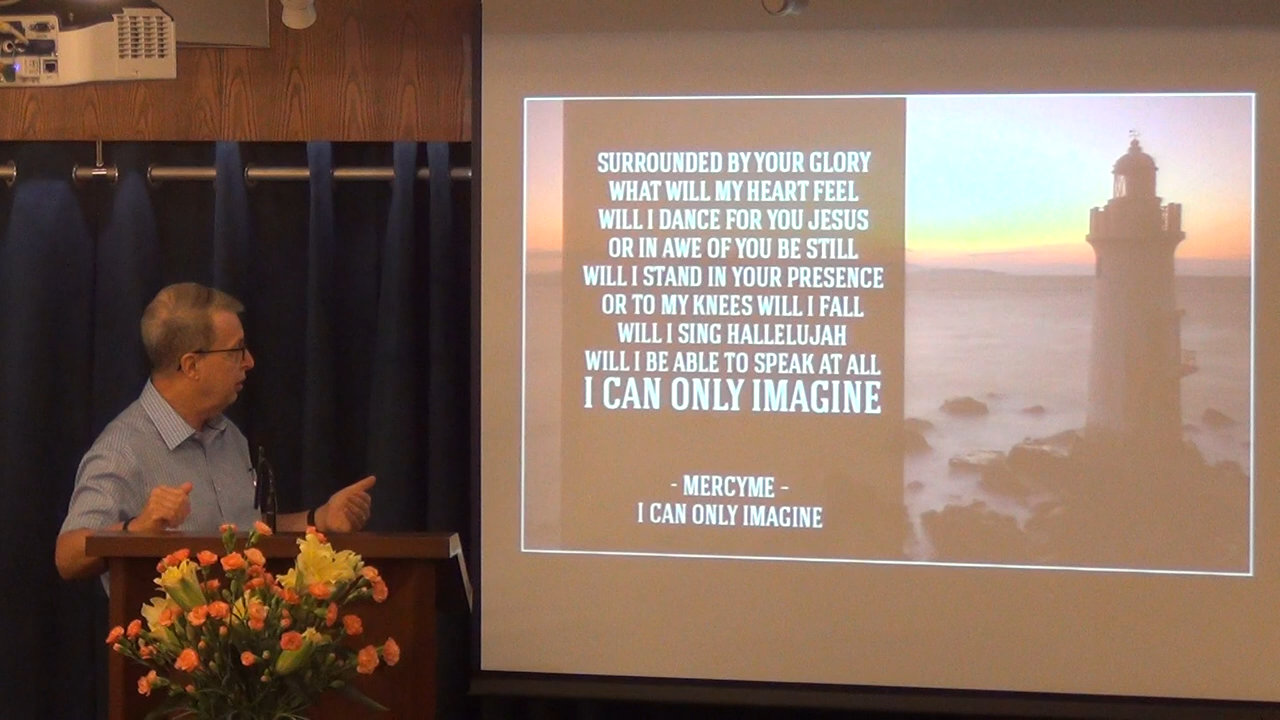 SURROUNDED BY YOUR GLORY
WHAT WILL MY HEART FEEL
WILL I DANCE FOR YOU JESUS
OR IN AWE OF YOU BE STILL
WILL I STAND IN YOUR PRESENCE
OR TO MY KNEES WILL I FALL
WILL I SING HALLELUJAH
WILL I BE ABLE TO SPEAK AT ALL
I CAN ONLY IMAGINE
- MERCYME -
I CAN ONLY IMAGINE